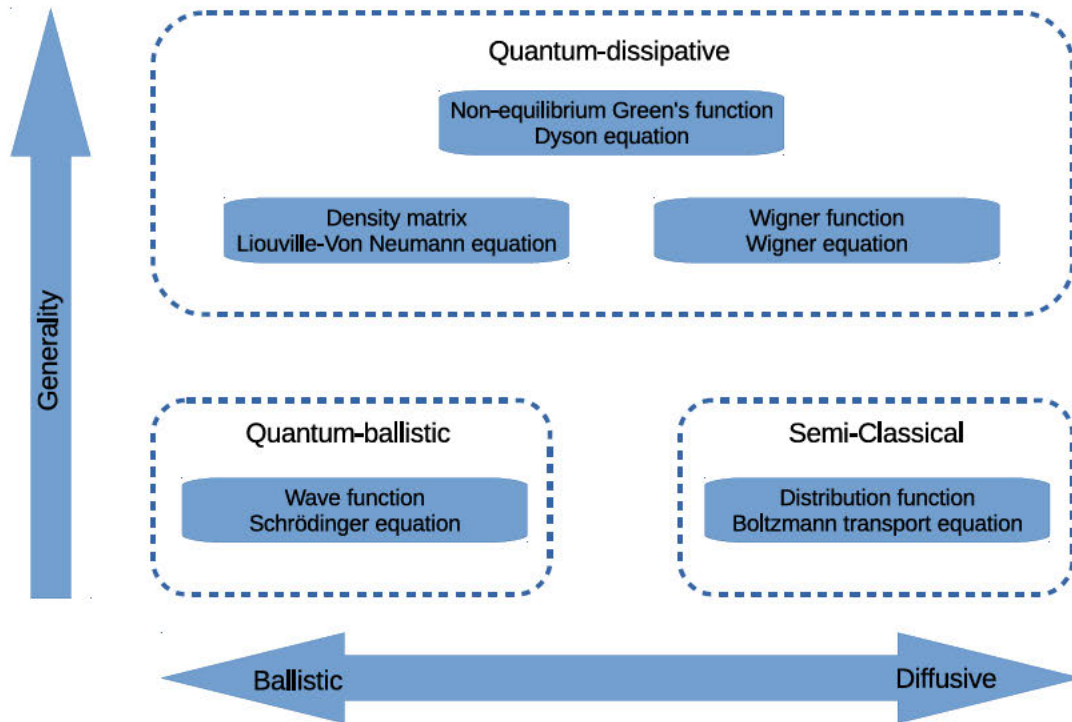 Quantum-dissipative
Non-equilibrium Green's function
Dyson equation
Density matrix
Liouville-Von Neumann equation
Wigner function
Wigner equation
Generality
Quantum-ballistic
Wave function
Schrödinger equation
Semi-Classical
Distribution function
Boltzmann transport equation
Ballistic
Diffusive